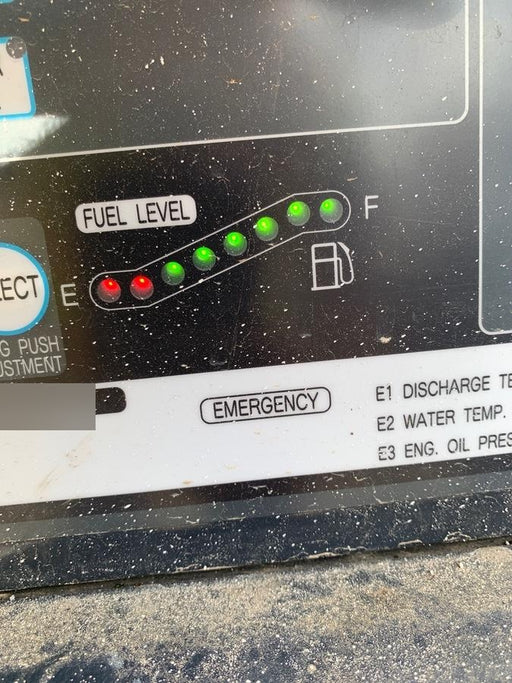 FUEL LEVEL
F
E
ECT
G PUSH
USTMENT
EMERGENCY
E1 DISCHARGE TE
E2 WATER TEMP.
E3 ENG. OIL PRES